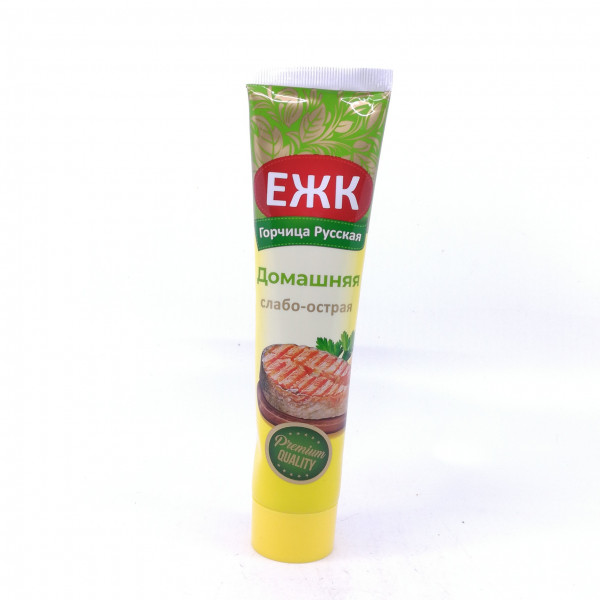 ЕЖК
Горчица Русская
Домашняя
слабо-острая
Premium
QUALITY